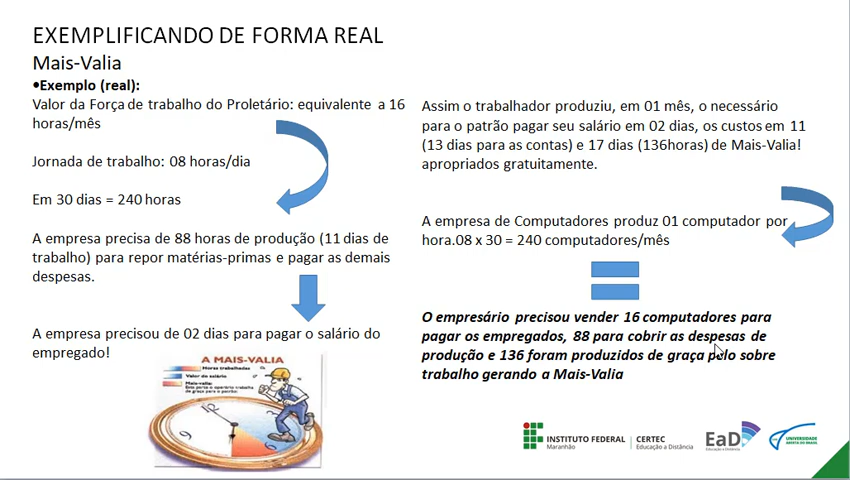 EXEMPLIFICANDO DE FORMA REAL
Mais-Valia
•Exemplo (real):
Valor da Força de trabalho do Proletário: equivalente a 16
horas/mês
Jornada de trabalho: 08 horas/dia
Em 30 dias = 240 horas
A empresa precisa de 88 horas de produção (11 dias de
trabalho) para repor matérias-primas e pagar as demais
despesas.
A empresa precisou de 02 dias para pagar o salário do
empregado!
A MAIS-VALIA
Horas trabalhadas
Valor do salário
Mais-valia:
Assim o trabalhador produziu, em 01 mês, o necessário
para o patrão pagar seu salário em 02 dias, os custos em 11
(13 dias para as contas) e 17 dias (136horas) de Mais-Valia!
apropriados gratuitamente.
A empresa de Computadores produz 01 computador por
hora.08 x 30 = 240 computadores/mês
O empresário precisou vender 16 computadores para
pagar os empregados, 88 para cobrir as despesas de
produção e 136 foram produzidos de graça pelo sobre
trabalho gerando a Mais-Valia
INSTITUTO FEDERAL
Maranhão
CERTEC
Educação a Distância
EaD
Educação a Distância
UNIVERSIDADE
ABERTA DO BRASIL